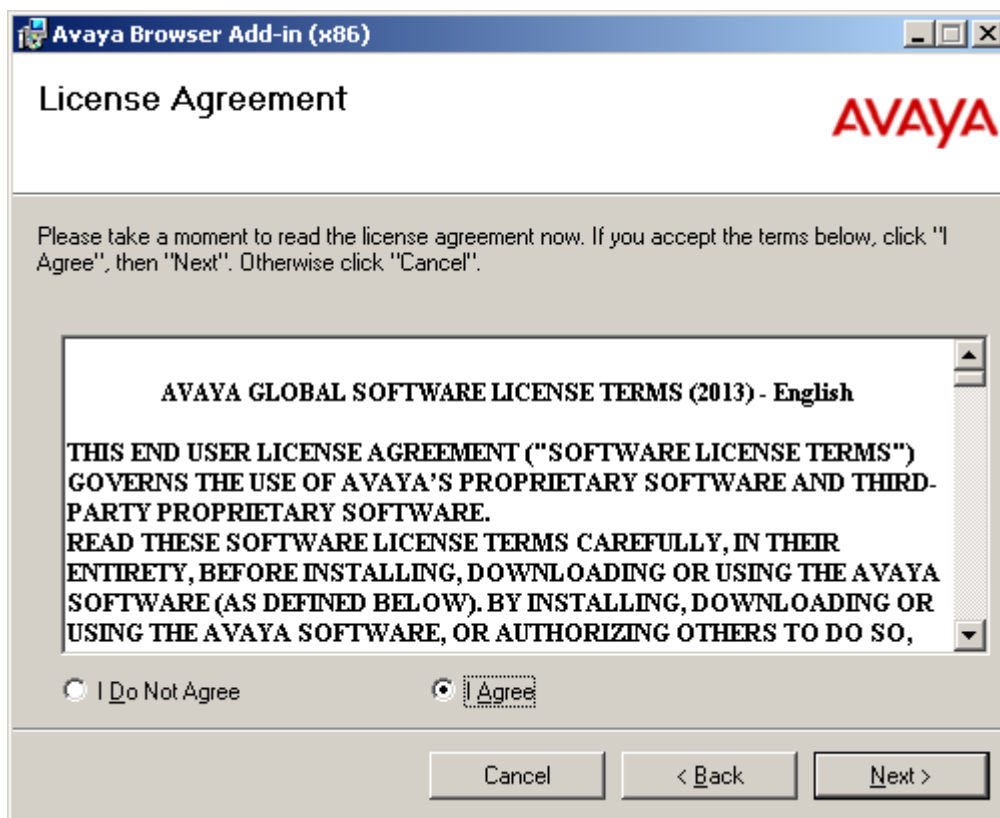 Avaya Browser Add-in (x86)
License Agreement
AVAYA
Please take a moment to read the license agreement now. If you accept the terms below, click "I
Agree", then "Next". Otherwise click "Cancel".
AVAYA GLOBAL SOFTWARE LICENSE TERMS (2013) - English
THIS END USER LICENSE AGREEMENT ("SOFTWARE LICENSE TERMS")
GOVERNS THE USE OF AVAYA'S PROPRIETARY SOFTWARE AND THIRD-
PARTY PROPRIETARY SOFTWARE.
READ THESE SOFTWARE LICENSE TERMS CAREFULLY, IN THEIR
ENTIRETY, BEFORE INSTALLING, DOWNLOADING OR USING THE AVAYA
SOFTWARE (AS DEFINED BELOW). BY INSTALLING, DOWNLOADING OR
USING THE AVAYA SOFTWARE, OR AUTHORIZING OTHERS TO DO SO,
I Do Not Agree I Agree
Cancel < Back Next >